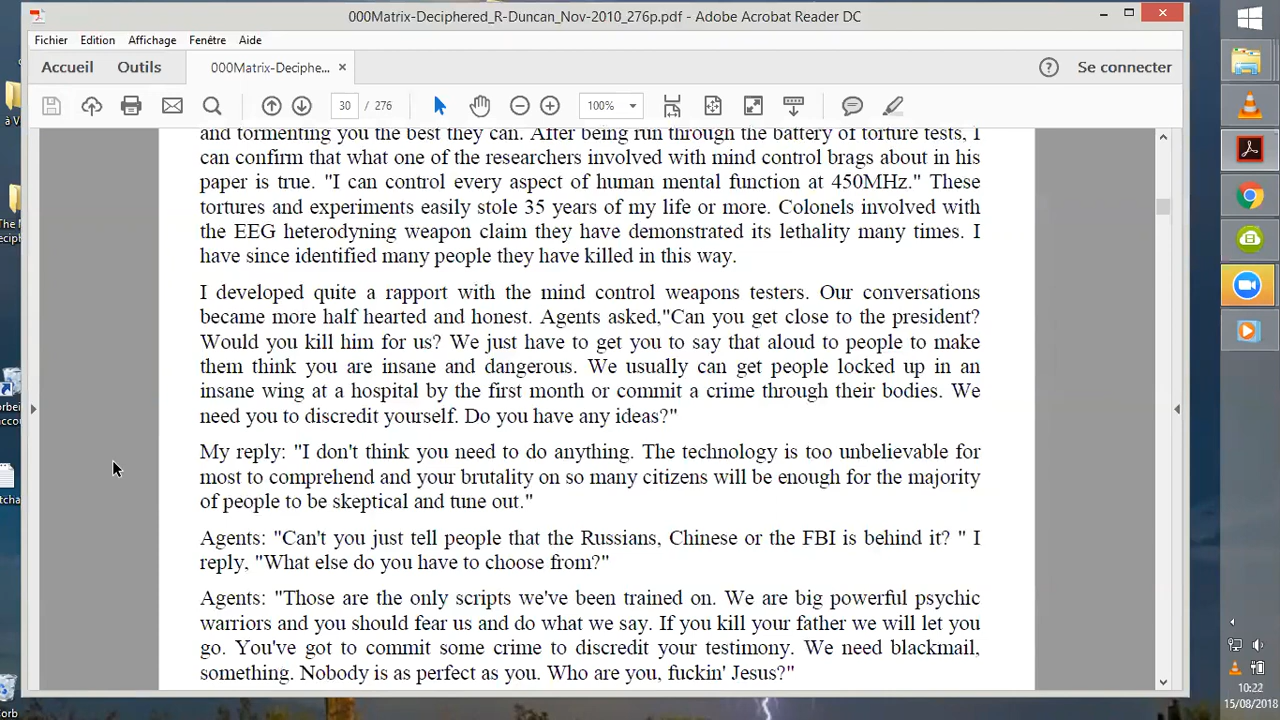 000Matrix-Deciphered_R-Duncan_Nov-2010_276p.pdf - Adobe Acrobat Reader DC
Fichier Edition Affichage Fenêtre Aide
Accueil Outils 000Matrix-Deciphe... × Se connecter
30 / 276 100%
and tormenting you the best they can. After being run through the battery of torture tests, I
can confirm that what one of the researchers involved with mind control brags about in his
paper is true. "I can control every aspect of human mental function at 450MHz." These
tortures and experiments easily stole 35 years of my life or more. Colonels involved with
the EEG heterodyning weapon claim they have demonstrated its lethality many times. I
have since identified many people they have killed in this way.
I developed quite a rapport with the mind control weapons testers. Our conversations
became more half hearted and honest. Agents asked,"Can you get close to the president?
Would you kill him for us? We just have to get you to say that aloud to people to make
them think you are insane and dangerous. We usually can get people locked up in an
insane wing at a hospital by the first month or commit a crime through their bodies. We
need you to discredit yourself. Do you have any ideas?"
My reply: "I don't think you need to do anything. The technology is too unbelievable for
most to comprehend and your brutality on so many citizens will be enough for the majority
of people to be skeptical and tune out."
Agents: "Can't you just tell people that the Russians, Chinese or the FBI is behind it? " I
reply, "What else do you have to choose from?"
Agents: "Those are the only scripts we've been trained on. We are big powerful psychic
warriors and you should fear us and do what we say. If you kill your father we will let you
go. You've got to commit some crime to discredit your testimony. We need blackmail,
something. Nobody is as perfect as you. Who are you, fuckin' Jesus?"
à V
The M
eciph
orbei
ccou
tcha
orb
10:22
15/08/2018